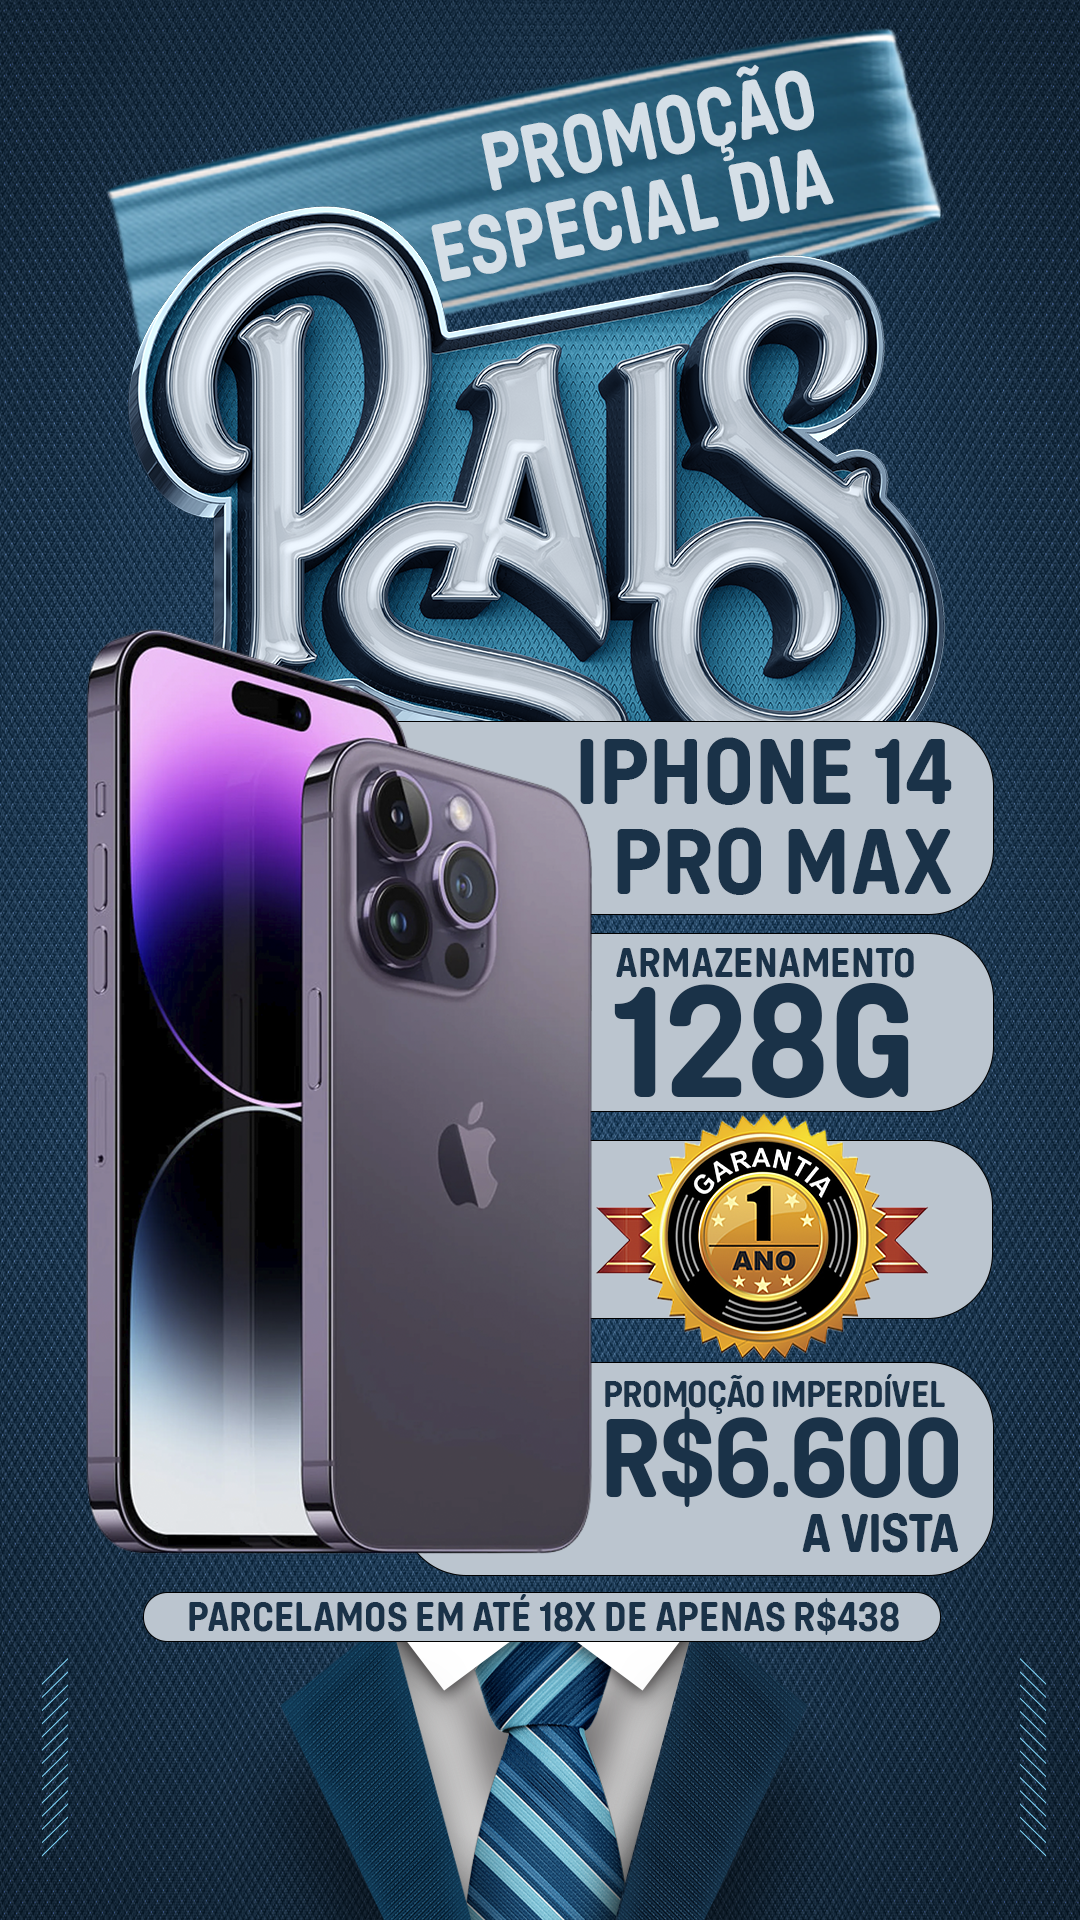 PROMOÇÃO
ESPECIAL DIA
PAIS
IPHONE 14
PRO MAX
ARMAZENAMENTO
128G
GARANTIA
1
ANO
PROMOÇÃO IMPERDÍVEL
R$6.600
A VISTA
PARCELAMOS EM ATÉ 18X DE APENAS R$438